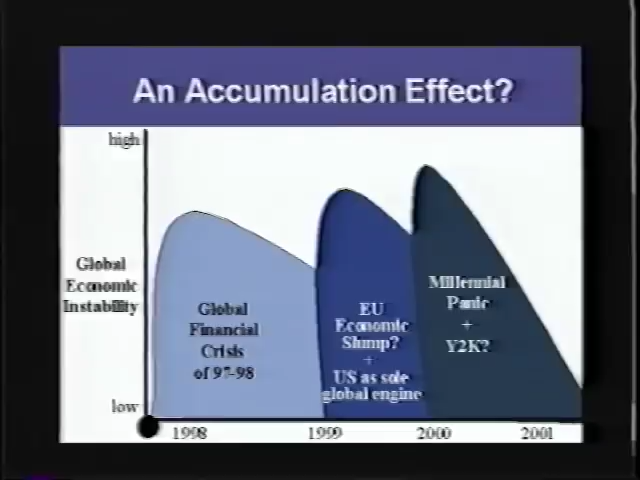 An Accumulation Effect?
high
Global
Economic
Instability
low
Global
Financial
Crisis
of 97-98
EU
Economic
Slump?
+
US as sole
global engine
Millennial
Panic
+
Y2K?
1998
1999
2000
2001